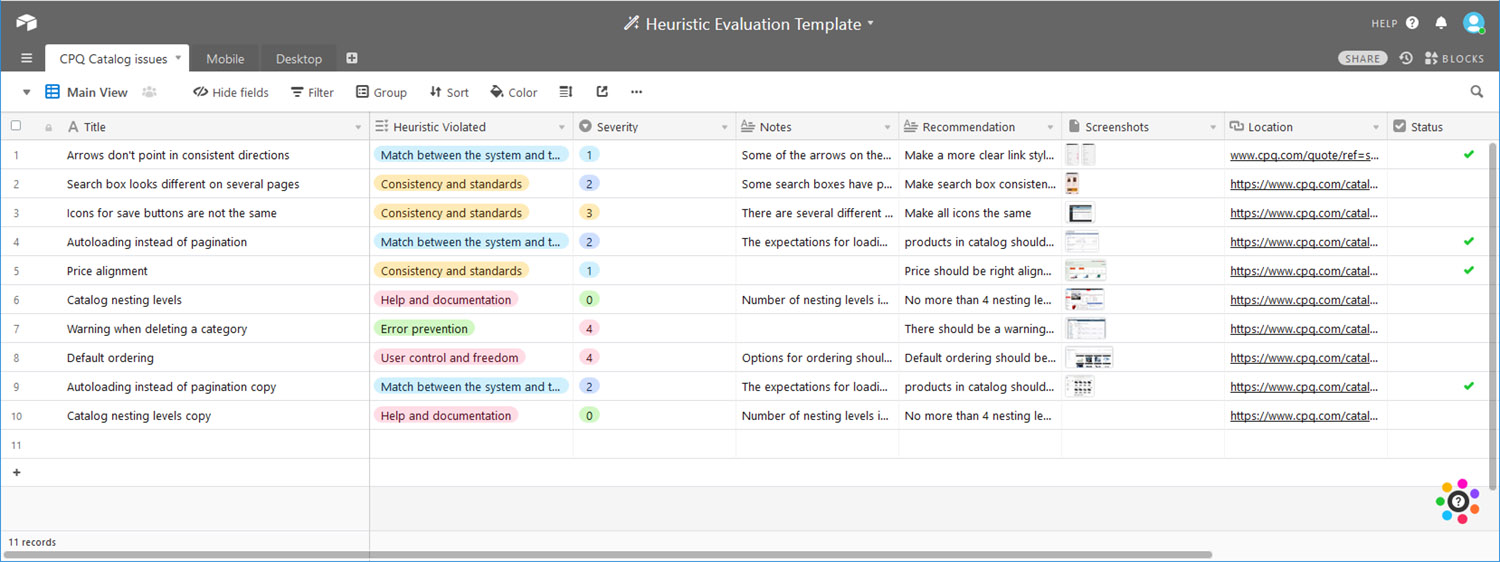 Heuristic Evaluation Template
HELP ?
CPQ Catalog issues Mobile Desktop
SHARE BLOCKS
Main View Hide fields Filter Group Sort Color ...
Title Heuristic Violated Severity Notes Recommendation Screenshots Location Status
1 Arrows don't point in consistent directions Match between the system and t... 1 Some of the arrows on the... Make a more clear link styl... www.cpq.com/quote/ref=s...
2 Search box looks different on several pages Consistency and standards 2 Some search boxes have p... Make search box consisten... https://www.cpq.com/catal...
3 Icons for save buttons are not the same Consistency and standards 3 There are several different ... Make all icons the same https://www.cpq.com/catal...
4 Autoloading instead of pagination Match between the system and t... 2 The expectations for loadi... products in catalog should... https://www.cpq.com/catal...
5 Price alignment Consistency and standards 1 Price should be right align... https://www.cpq.com/catal...
6 Catalog nesting levels Help and documentation 0 Number of nesting levels i... No more than 4 nesting le... https://www.cpq.com/catal...
7 Warning when deleting a category Error prevention 4 There should be a warning... https://www.cpq.com/catal...
8 Default ordering User control and freedom 4 Options for ordering shoul... Default ordering should be... https://www.cpq.com/catal...
9 Autoloading instead of pagination copy Match between the system and t... 2 The expectations for loadi... products in catalog should... https://www.cpq.com/catal...
10 Catalog nesting levels copy Help and documentation 0 Number of nesting levels i... No more than 4 nesting le... https://www.cpq.com/catal...
11
+
?
11 records